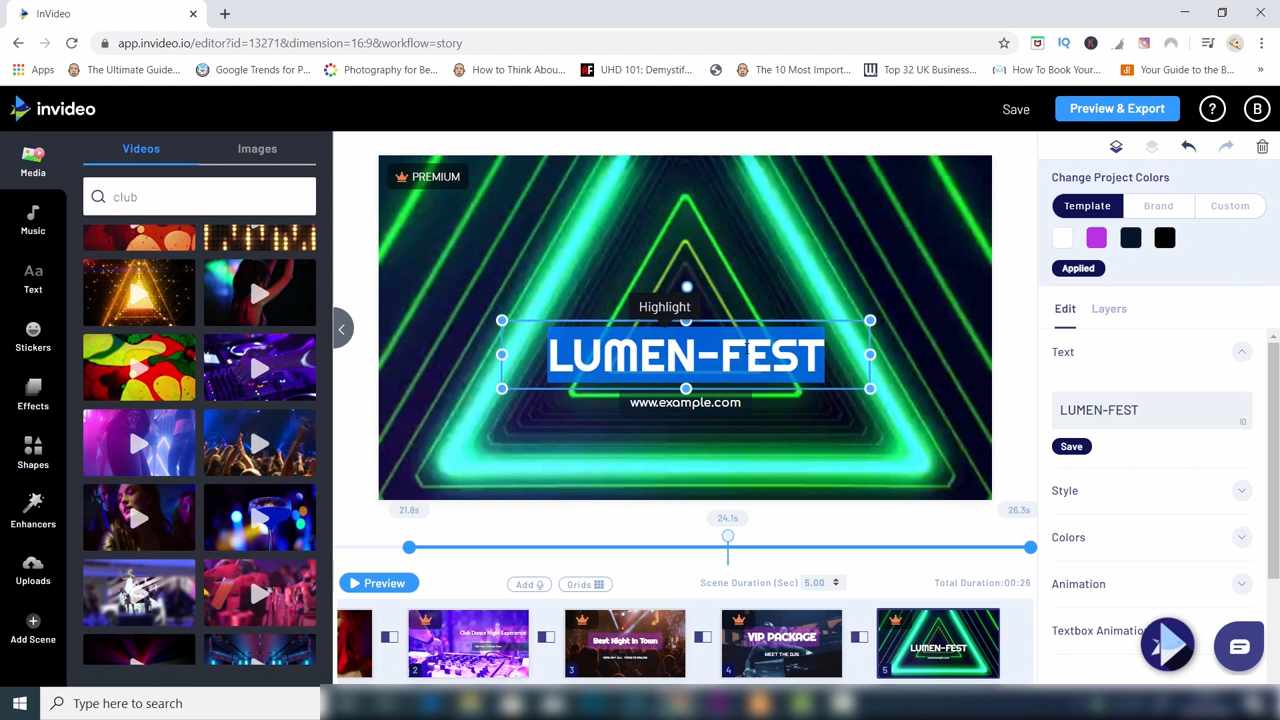 InVideo
app.invideo.io/editor?id=13271&dimension=16:9&workflow=story
Apps
The Ultimate Guide...
Google Trends for P...
Photography for Be...
How to Think Abou...
UHD 101: Demystif...
The 10 Most Import...
Top 32 UK Business...
How To Book Your...
Your Guide to the B...
invideo
Save
Preview & Export
?
B
Media
Music
Text
Stickers
Effects
Shapes
Enhancers
Uploads
Add Scene
Videos
Images
club
PREMIUM
Highlight
LUMEN-FEST
www.example.com
21.8s
24.1s
26.3s
Preview
Add
Grids
Scene Duration (Sec)
5.00
Total Duration:00:26
Club Dance Night Experience
2
Best Night In Town
3
VIP PACKAGE
MEET THE DJS
4
LUMEN-FEST
5
Change Project Colors
Template
Brand
Custom
Applied
Edit
Layers
Text
LUMEN-FEST
10
Save
Style
Colors
Animation
Textbox Animatio
Type here to search